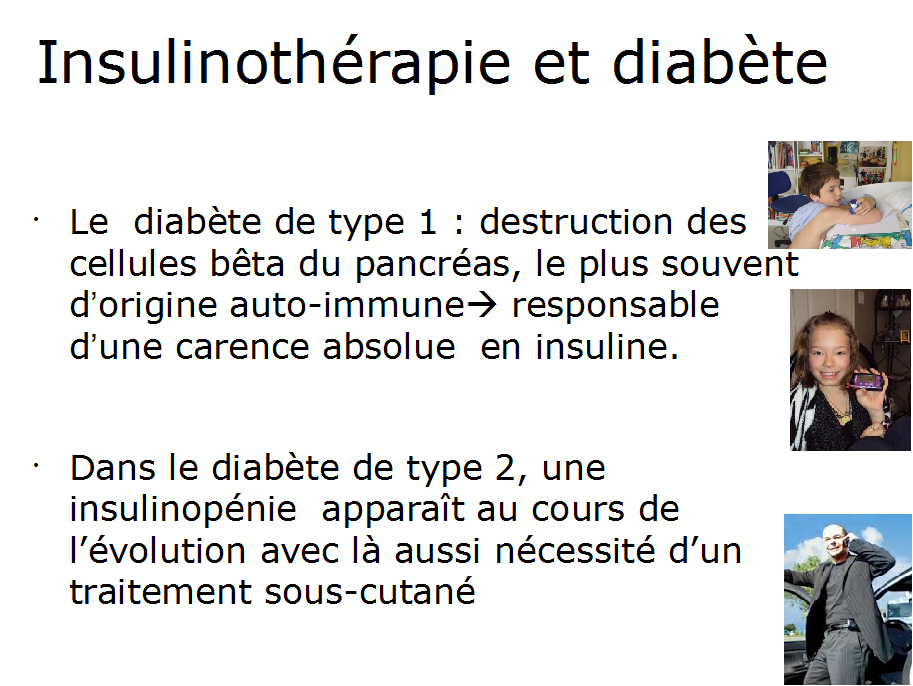 Insulinothérapie et diabète
• Le  diabète de type 1 : destruction des
cellules bêta du pancréas, le plus souvent
d’origine auto-immune→ responsable
d’une carence absolue  en insuline.
• Dans le diabète de type 2, une
insulinopénie  apparaît au cours de
l’évolution avec là aussi nécessité d’un
traitement sous-cutané